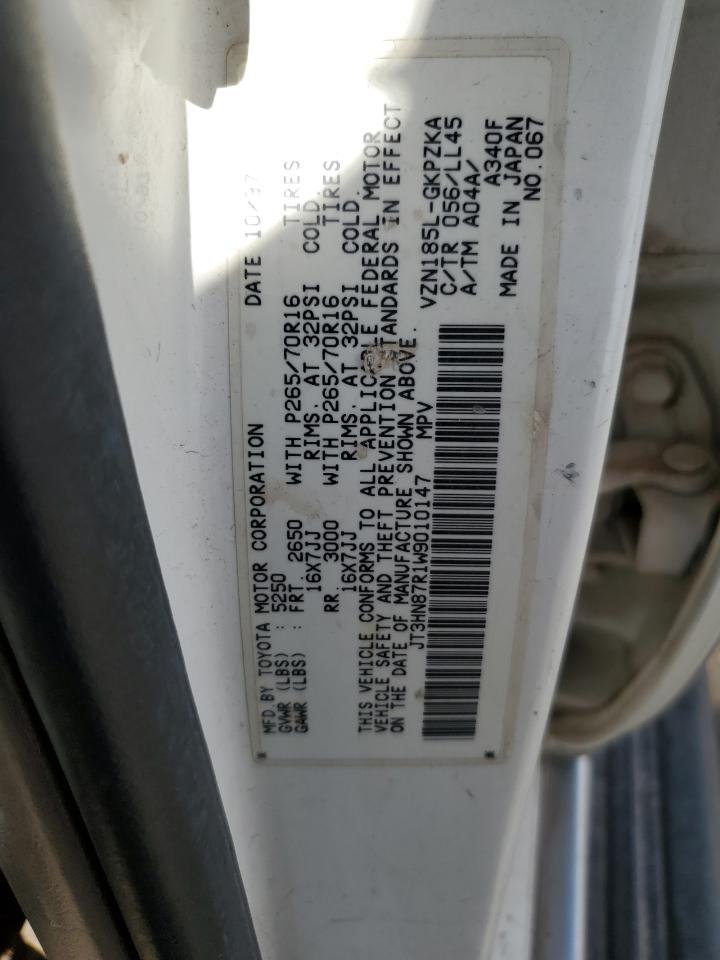 MFD. BY TOYOTA MOTOR CORPORATION DATE 10/97
GVWR (LBS) : 5250
GAWR (LBS) : FRT. 2650 WITH P265/70R16 TIRES
16X7JJ RIMS. AT 32PSI COLD.
RR. 3000 WITH P265/70R16 TIRES
16X7JJ RIMS. AT 32PSI COLD.
THIS VEHICLE CONFORMS TO ALL APPLICABLE FEDERAL MOTOR
VEHICLE SAFETY AND THEFT PREVENTION STANDARDS IN EFFECT
ON THE DATE OF MANUFACTURE SHOWN ABOVE.
JT3HN87R1W9010147 MPV
VZN185L-GKPZKA
C/TR 056/LL45
A/TM A04A/
A340F
MADE IN JAPAN
NO.067